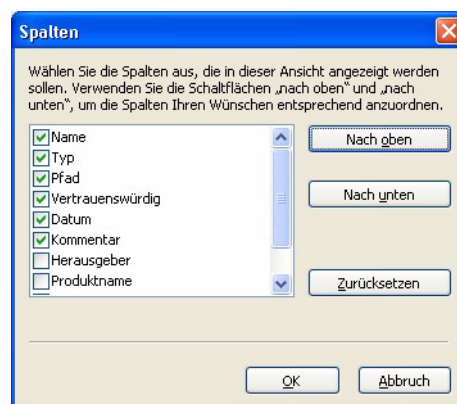 Spalten
Wählen Sie die Spalten aus, die in dieser Ansicht angezeigt werden
sollen. Verwenden Sie die Schaltflächen „nach oben“ und „nach
unten“, um die Spalten Ihren Wünschen entsprechend anzuordnen.
Name
Typ
Pfad
Vertrauenswürdig
Datum
Kommentar
Herausgeber
Produktname
Nach oben
Nach unten
Zurücksetzen
OK
Abbruch